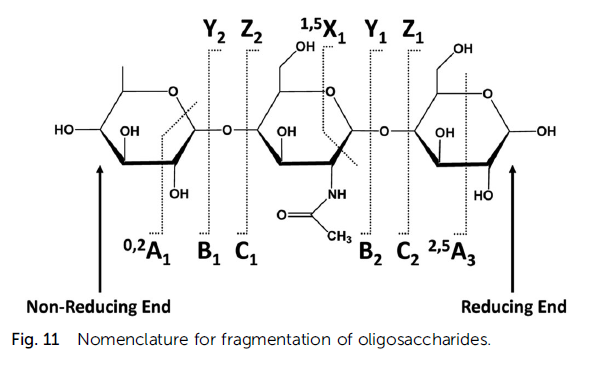 Y2 Z2 1,5X1 Y1 Z1
OH OH
O O O
HO OH O OH O OH OH
OH NH HO
O
CH3
0,2A1 B1 C1 B2 C2 2,5A3
Non-Reducing End Reducing End
Fig. 11 Nomenclature for fragmentation of oligosaccharides.